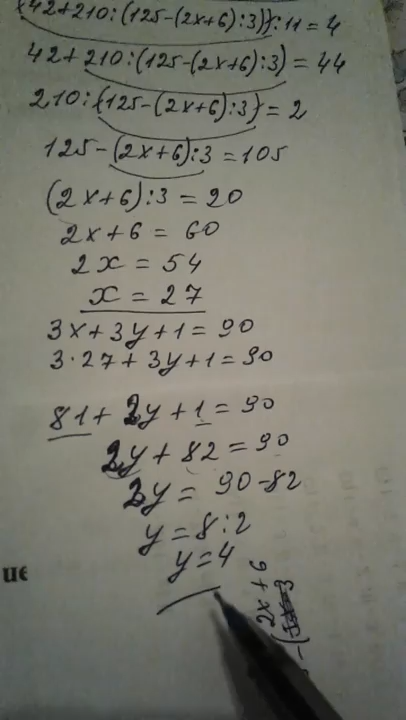 {42+210:(125-(2x+6):3)}:11=4
42+210:(125-(2x+6):3)=44
210:{125-(2x+6):3}=2
125-(2x+6):3=105
(2x+6):3=20
2x+6=60
2x=54
x=27
3x+3y+1=90
3·27+3y+1=90
81+2y+1=90
2y+82=90
2y=90-82
y=8:2
y=4
2x+6
ие